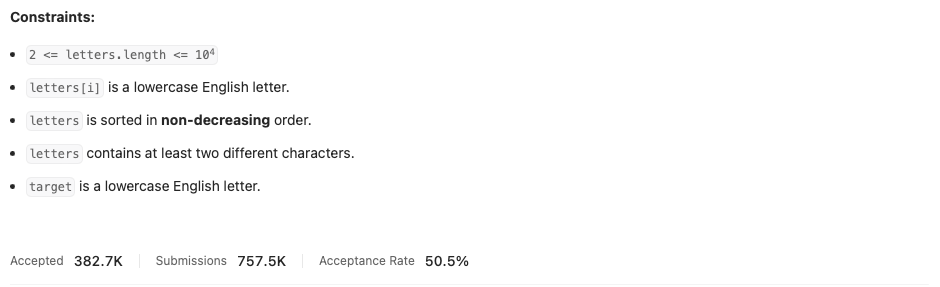 Constraints:
2 <= letters.length <= 10⁴
letters[i] is a lowercase English letter.
letters is sorted in non-decreasing order.
letters contains at least two different characters.
target is a lowercase English letter.
Accepted 382.7K Submissions 757.5K Acceptance Rate 50.5%